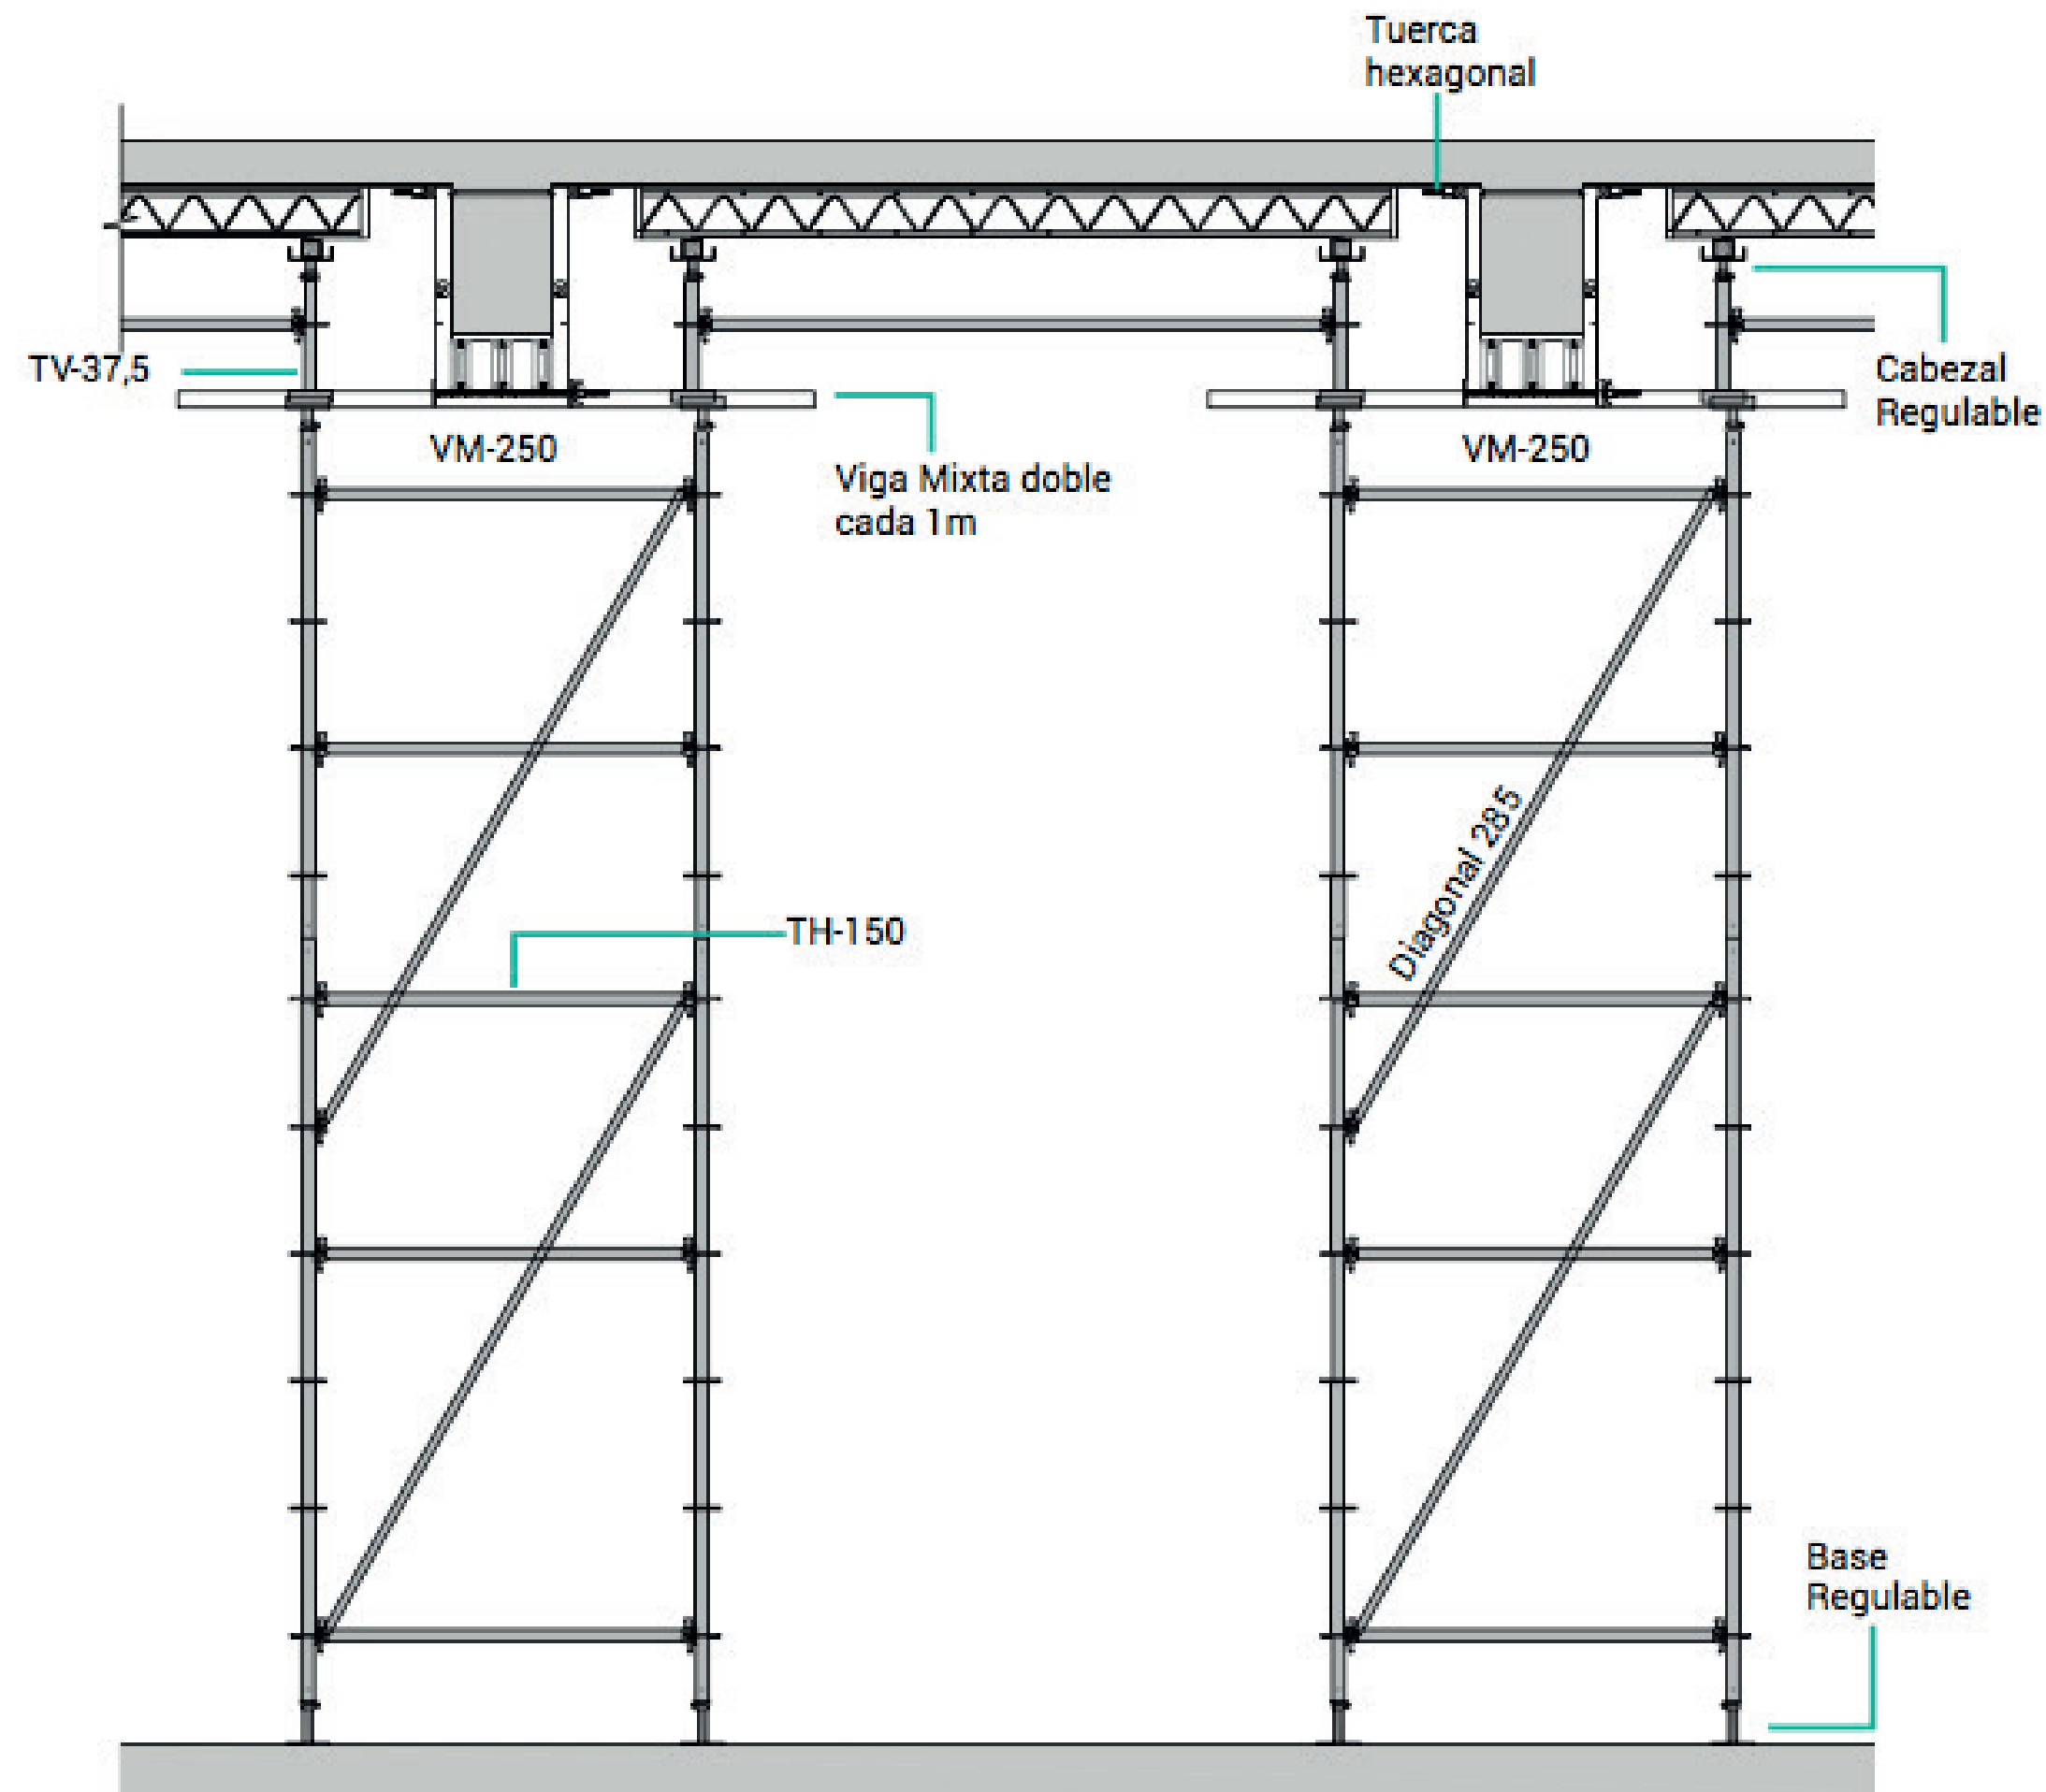 Tuerca
hexagonal
TV-37,5
Cabezal
Regulable
VM-250
VM-250
Viga Mixta doble
cada 1m
Diagonal 285
TH-150
Base
Regulable